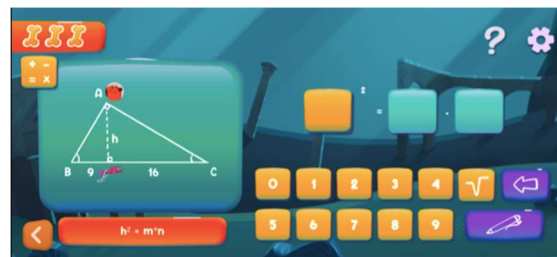 ?
+ -
= x
A
h
B 9 16 C
2
= .
0 1 2 3 4 √
5 6 7 8 9
h² = m*n